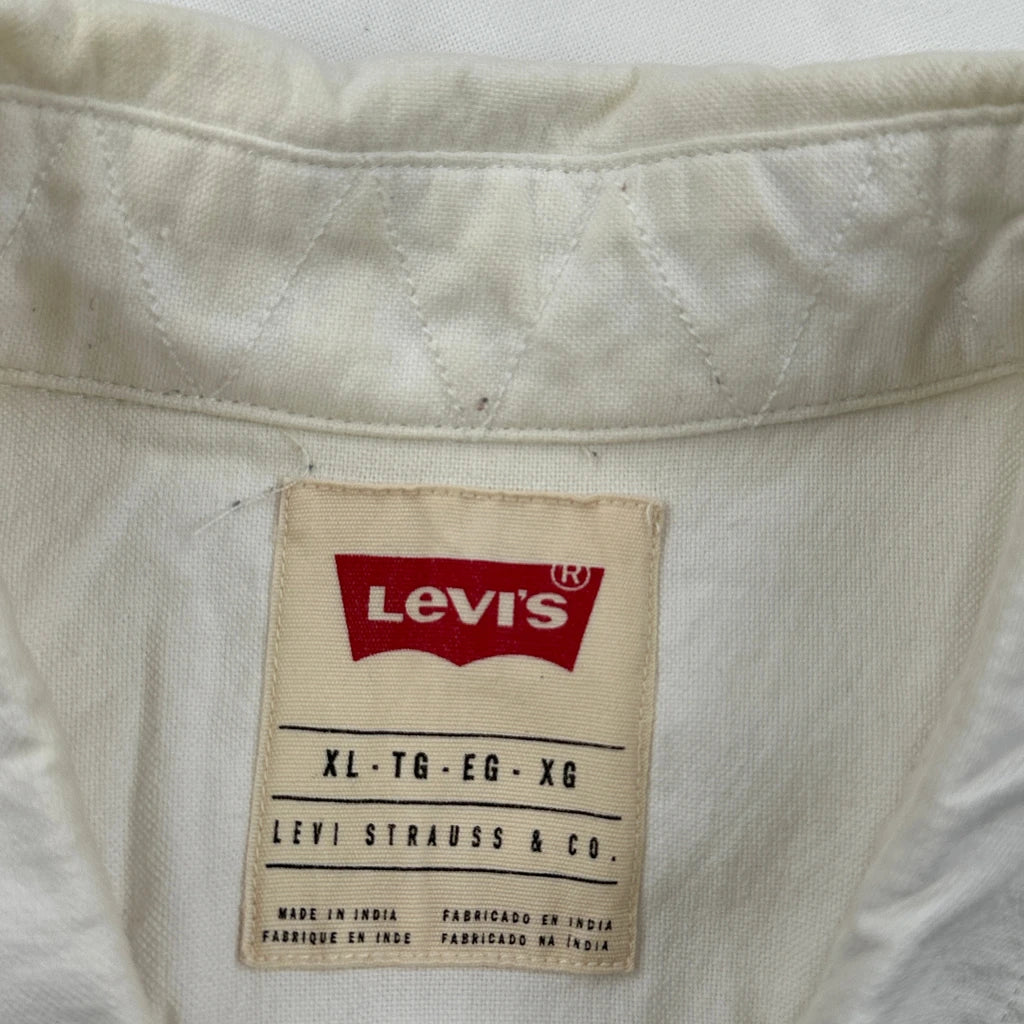 LEVI'S®
XL - TG - EG - XG
LEVI STRAUSS & CO.
MADE IN INDIA FABRICADO EN INDIA
FABRIQUE EN INDE FABRICADO NA ÍNDIA